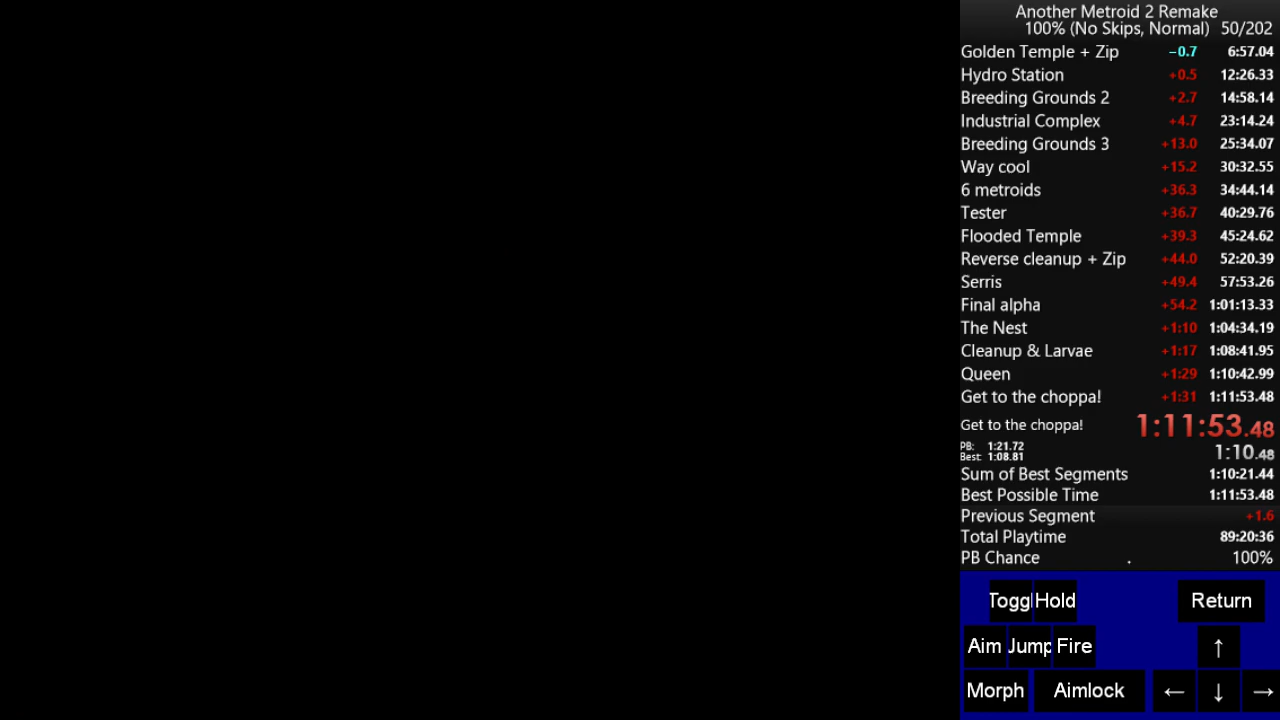 Another Metroid 2 Remake
100% (No Skips, Normal) 50/202
Golden Temple + Zip −0.7 6:57.04
Hydro Station +0.5 12:26.33
Breeding Grounds 2 +2.7 14:58.14
Industrial Complex +4.7 23:14.24
Breeding Grounds 3 +13.0 25:34.07
Way cool +15.2 30:32.55
6 metroids +36.3 34:44.14
Tester +36.7 40:29.76
Flooded Temple +39.3 45:24.62
Reverse cleanup + Zip +44.0 52:20.39
Serris +49.4 57:53.26
Final alpha +54.2 1:01:13.33
The Nest +1:10 1:04:34.19
Cleanup & Larvae +1:17 1:08:41.95
Queen +1:29 1:10:42.99
Get to the choppa! +1:31 1:11:53.48
Get to the choppa! 1:11:53.48
PB: 1:21.72
Best: 1:08.81 1:10.48
Sum of Best Segments 1:10:21.44
Best Possible Time 1:11:53.48
Previous Segment +1.6
Total Playtime 89:20:36
PB Chance 100%
Toggl Hold Return
Aim Jump Fire ↑
Morph Aimlock ← ↓ →